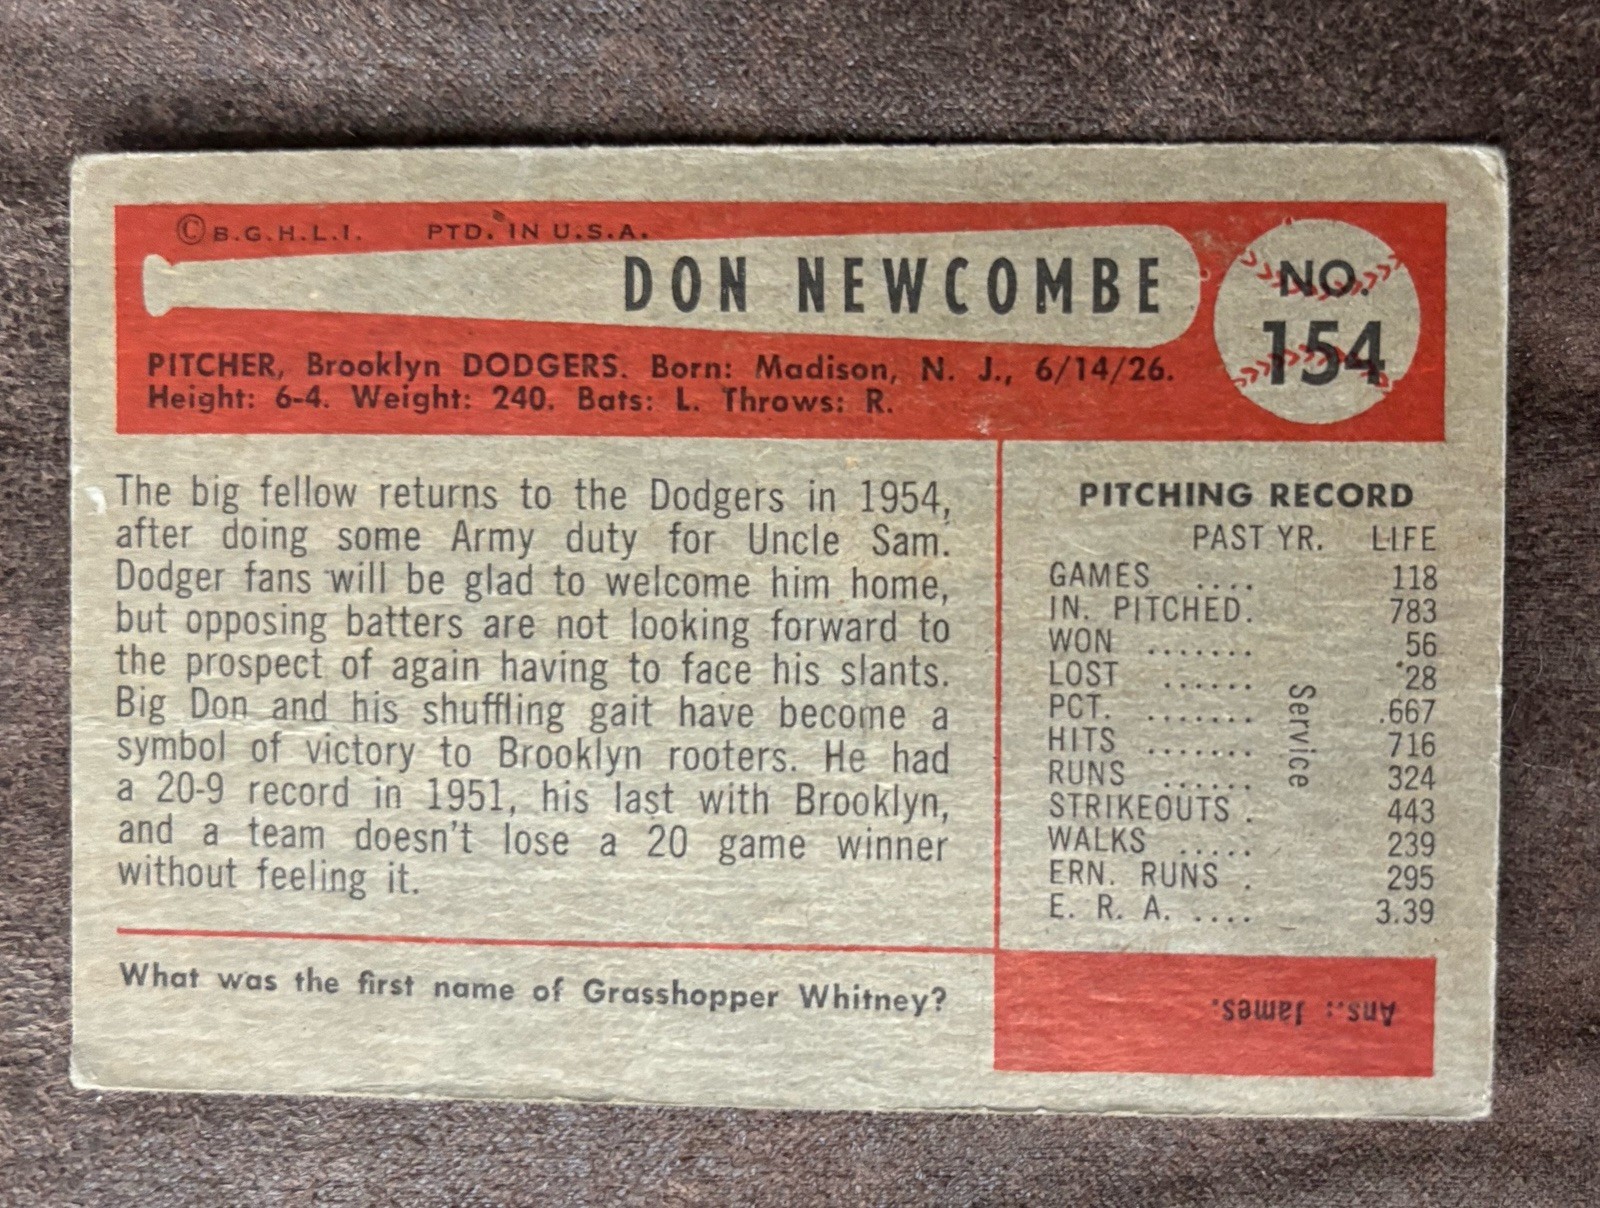 © B.G.H.L.I. PTD. IN U.S.A.
DON NEWCOMBE
NO.
154
PITCHER, Brooklyn DODGERS. Born: Madison, N. J., 6/14/26.
Height: 6-4. Weight: 240. Bats: L. Throws: R.
The big fellow returns to the Dodgers in 1954,
after doing some Army duty for Uncle Sam.
Dodger fans will be glad to welcome him home,
but opposing batters are not looking forward to
the prospect of again having to face his slants.
Big Don and his shuffling gait have become a
symbol of victory to Brooklyn rooters. He had
a 20-9 record in 1951, his last with Brooklyn,
and a team doesn't lose a 20 game winner
without feeling it.
PITCHING RECORD
PAST YR. LIFE
GAMES .... 118
IN. PITCHED. 783
WON ....... 56
LOST ...... 28
PCT. ....... .667
HITS ....... 716
RUNS ...... 324
STRIKEOUTS . 443
WALKS ..... 239
ERN. RUNS . 295
E. R. A. .... 3.39
Service
What was the first name of Grasshopper Whitney?
Ans.: James.